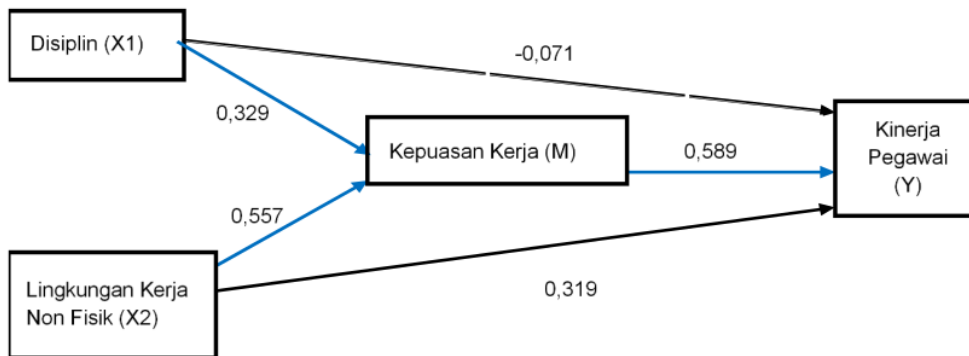 Disiplin (X1)
-0,071
0,329
Kepuasan Kerja (M)
0,589
Kinerja
Pegawai
(Y)
0,557
Lingkungan Kerja
Non Fisik (X2)
0,319